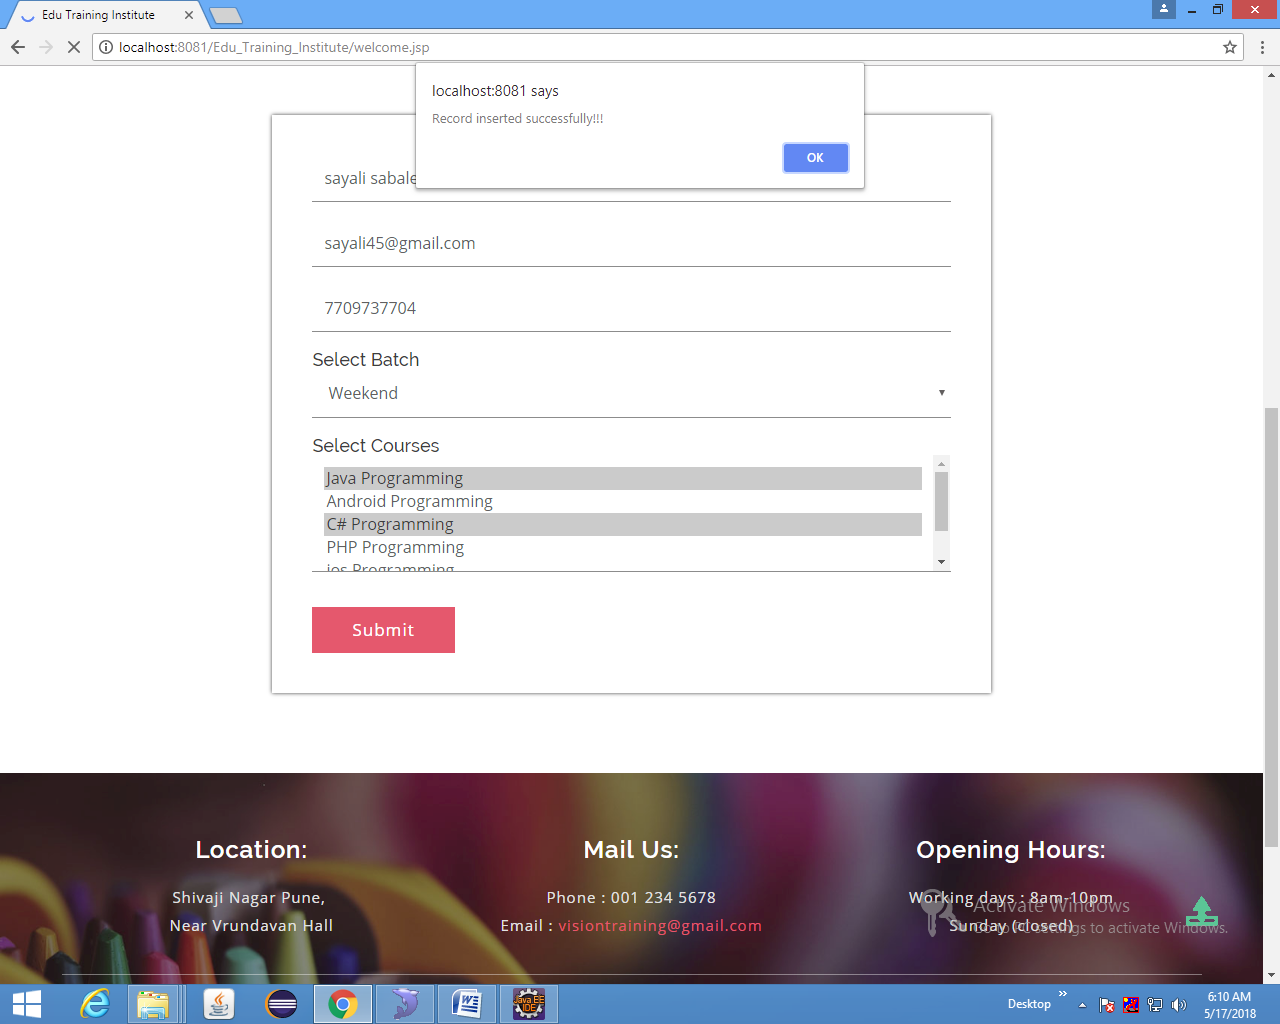 Edu Training Institute
localhost:8081/Edu_Training_Institute/welcome.jsp
localhost:8081 says
Record inserted successfully!!!
OK
sayali sabale
sayali45@gmail.com
7709737704
Select Batch
Weekend
Select Courses
Java Programming
Android Programming
C# Programming
PHP Programming
ios Programming
Submit
Location:
Shivaji Nagar Pune,
Near Vrundavan Hall
Mail Us:
Phone : 001 234 5678
Email : visiontraining@gmail.com
Opening Hours:
Working days : 8am-10pm
Sunday (closed)
Activate Windows
Go to PC settings to activate Windows.
Java EE
IDE
Desktop
6:10 AM
5/17/2018